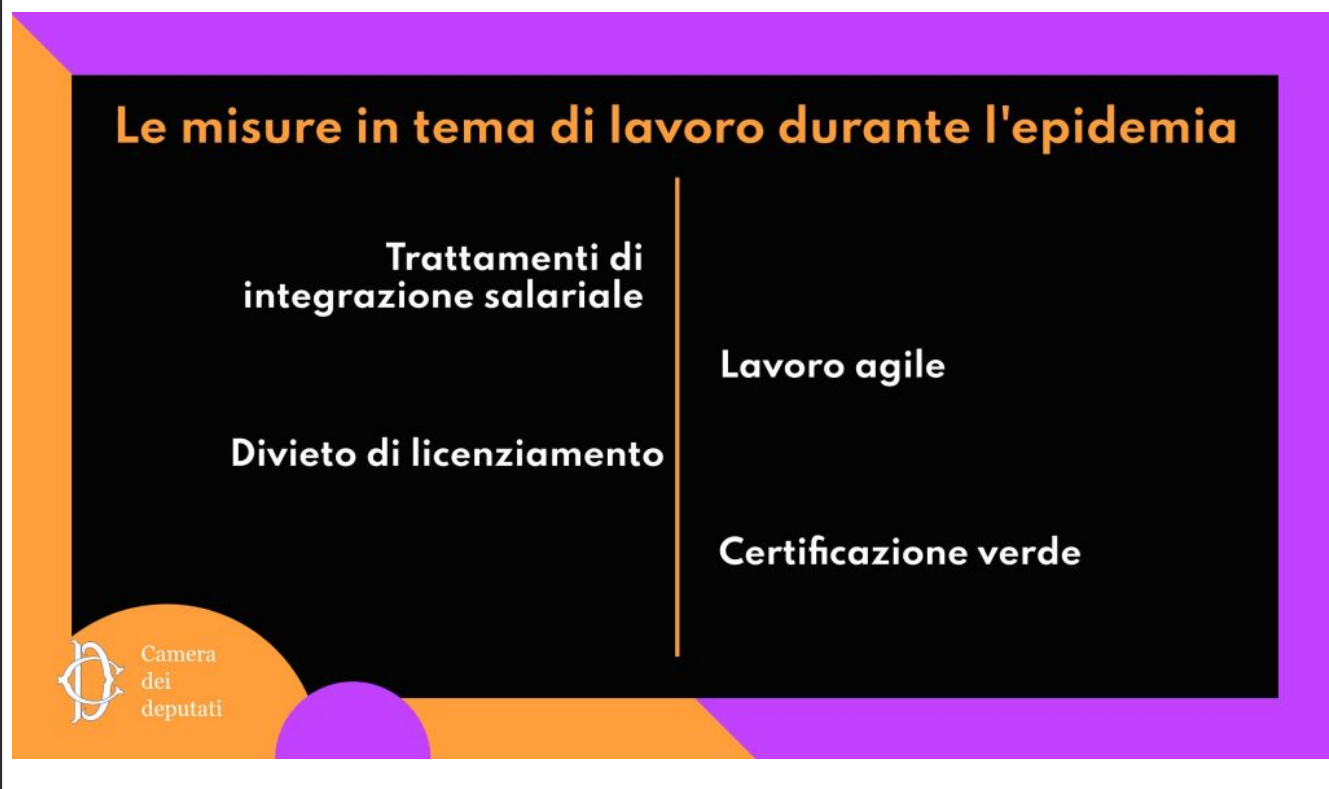 Le misure in tema di lavoro durante l'epidemia
Trattamenti di
integrazione salariale
Lavoro agile
Divieto di licenziamento
Certificazione verde
Camera
dei
deputati